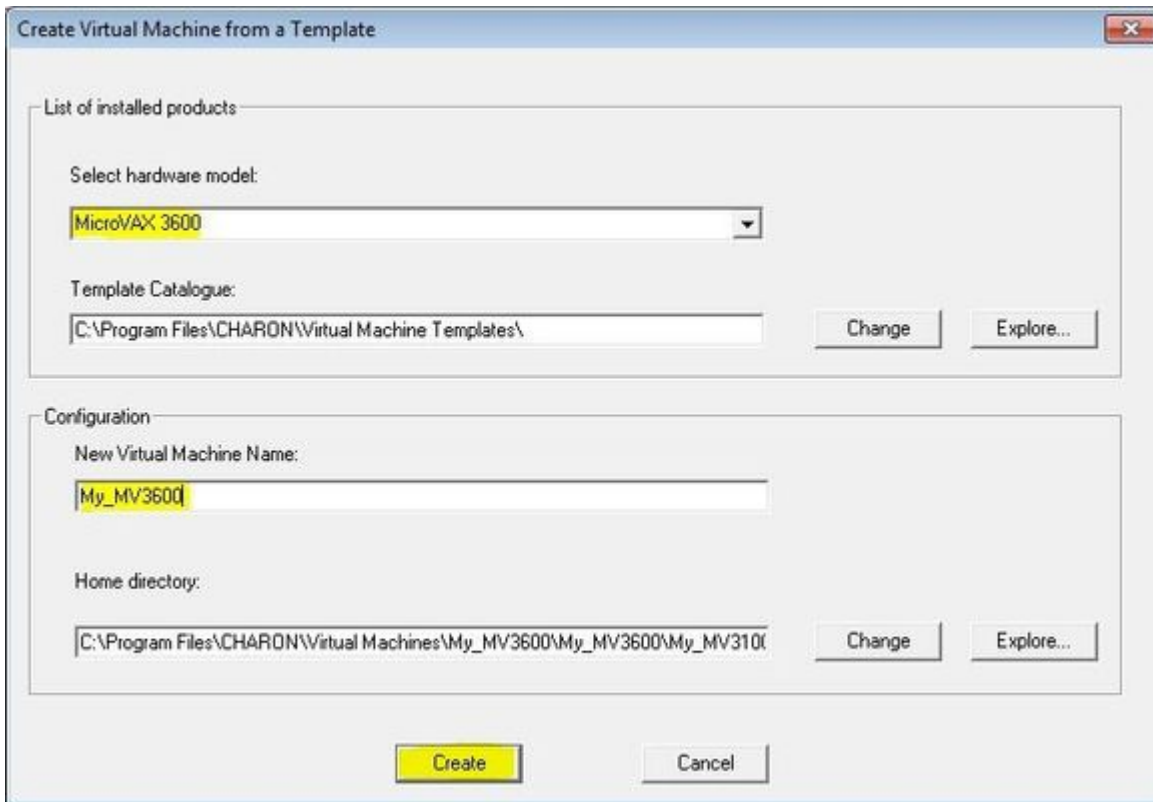 Create Virtual Machine from a Template
List of installed products
Select hardware model:
MicroVAX 3600
Template Catalogue:
C:\Program Files\CHARON\Virtual Machine Templates\
Change
Explore...
Configuration
New Virtual Machine Name:
My_MV3600
Home directory:
C:\Program Files\CHARON\Virtual Machines\My_MV3600\My_MV3600\My_MV310
Change
Explore...
Create
Cancel